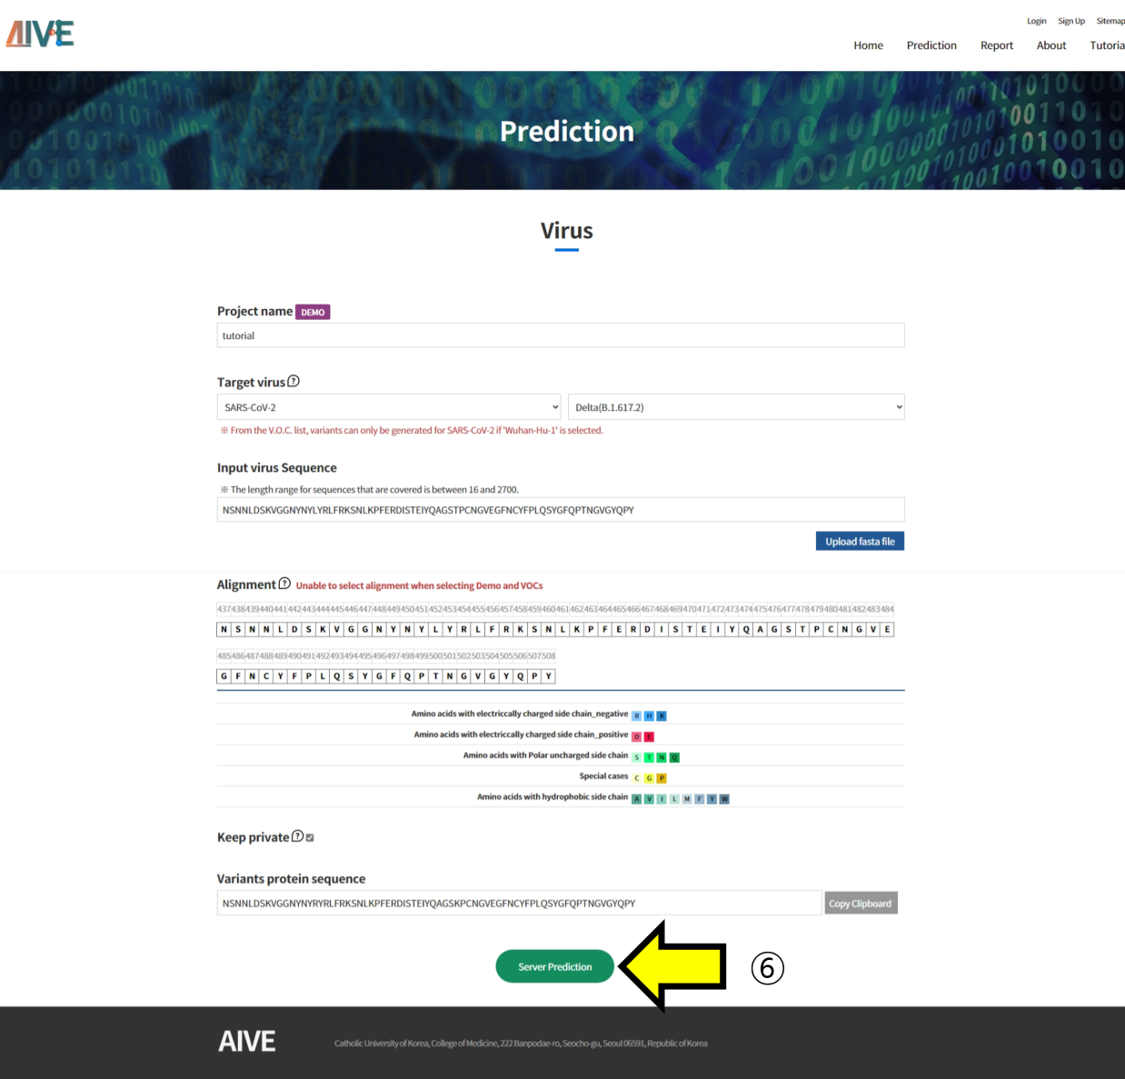 AIVE
Login Sign Up Sitemap
Home Prediction Report About Tutoria
Prediction
Virus
Project name DEMO
tutorial
Target virus ?
SARS-CoV-2 Delta(B.1.617.2)
※ From the V.O.C. list, variants can only be generated for SARS-CoV-2 if 'Wuhan-Hu-1' is selected.
Input virus Sequence
※ The length range for sequences that are covered is between 16 and 2700.
NSNNLDSKVGGNYNYLYRLFRKSNLKPFERDISTEIYQAGSTPCNGVEGFNCYFPLQSYGFQPTNGVGYQPY
Upload fasta file
Alignment ? Unable to select alignment when selecting Demo and VOCs
437438439440441442443444445446447448449450451452453454455456457458459460461462463464465466467468469470471472473474475476477478479480481482483484
N S N N L D S K V G G N Y N Y L Y R L F R K S N L K P F E R D I S T E I Y Q A G S T P C N G V E
485486487488489490491492493494495496497498499500501502503504505506507508
G F N C Y F P L Q S Y G F Q P T N G V G Y Q P Y
Amino acids with electriccally charged side chain_negative R H K
Amino acids with electriccally charged side chain_positive D E
Amino acids with Polar uncharged side chain S T N Q
Special cases C G P
Amino acids with hydrophobic side chain A V I L M F Y W
Keep private ?
Variants protein sequence
NSNNLDSKVGGNYNYRYRLFRKSNLKPFERDISTEIYQAGSKPCNGVEGFNCYFPLQSYGFQPTNGVGYQPY
Copy Clipboard
Server Prediction ⑥
AIVE
Catholic University of Korea, College of Medicine, 222 Banpodae-ro, Seocho-gu, Seoul 06591, Republic of Korea